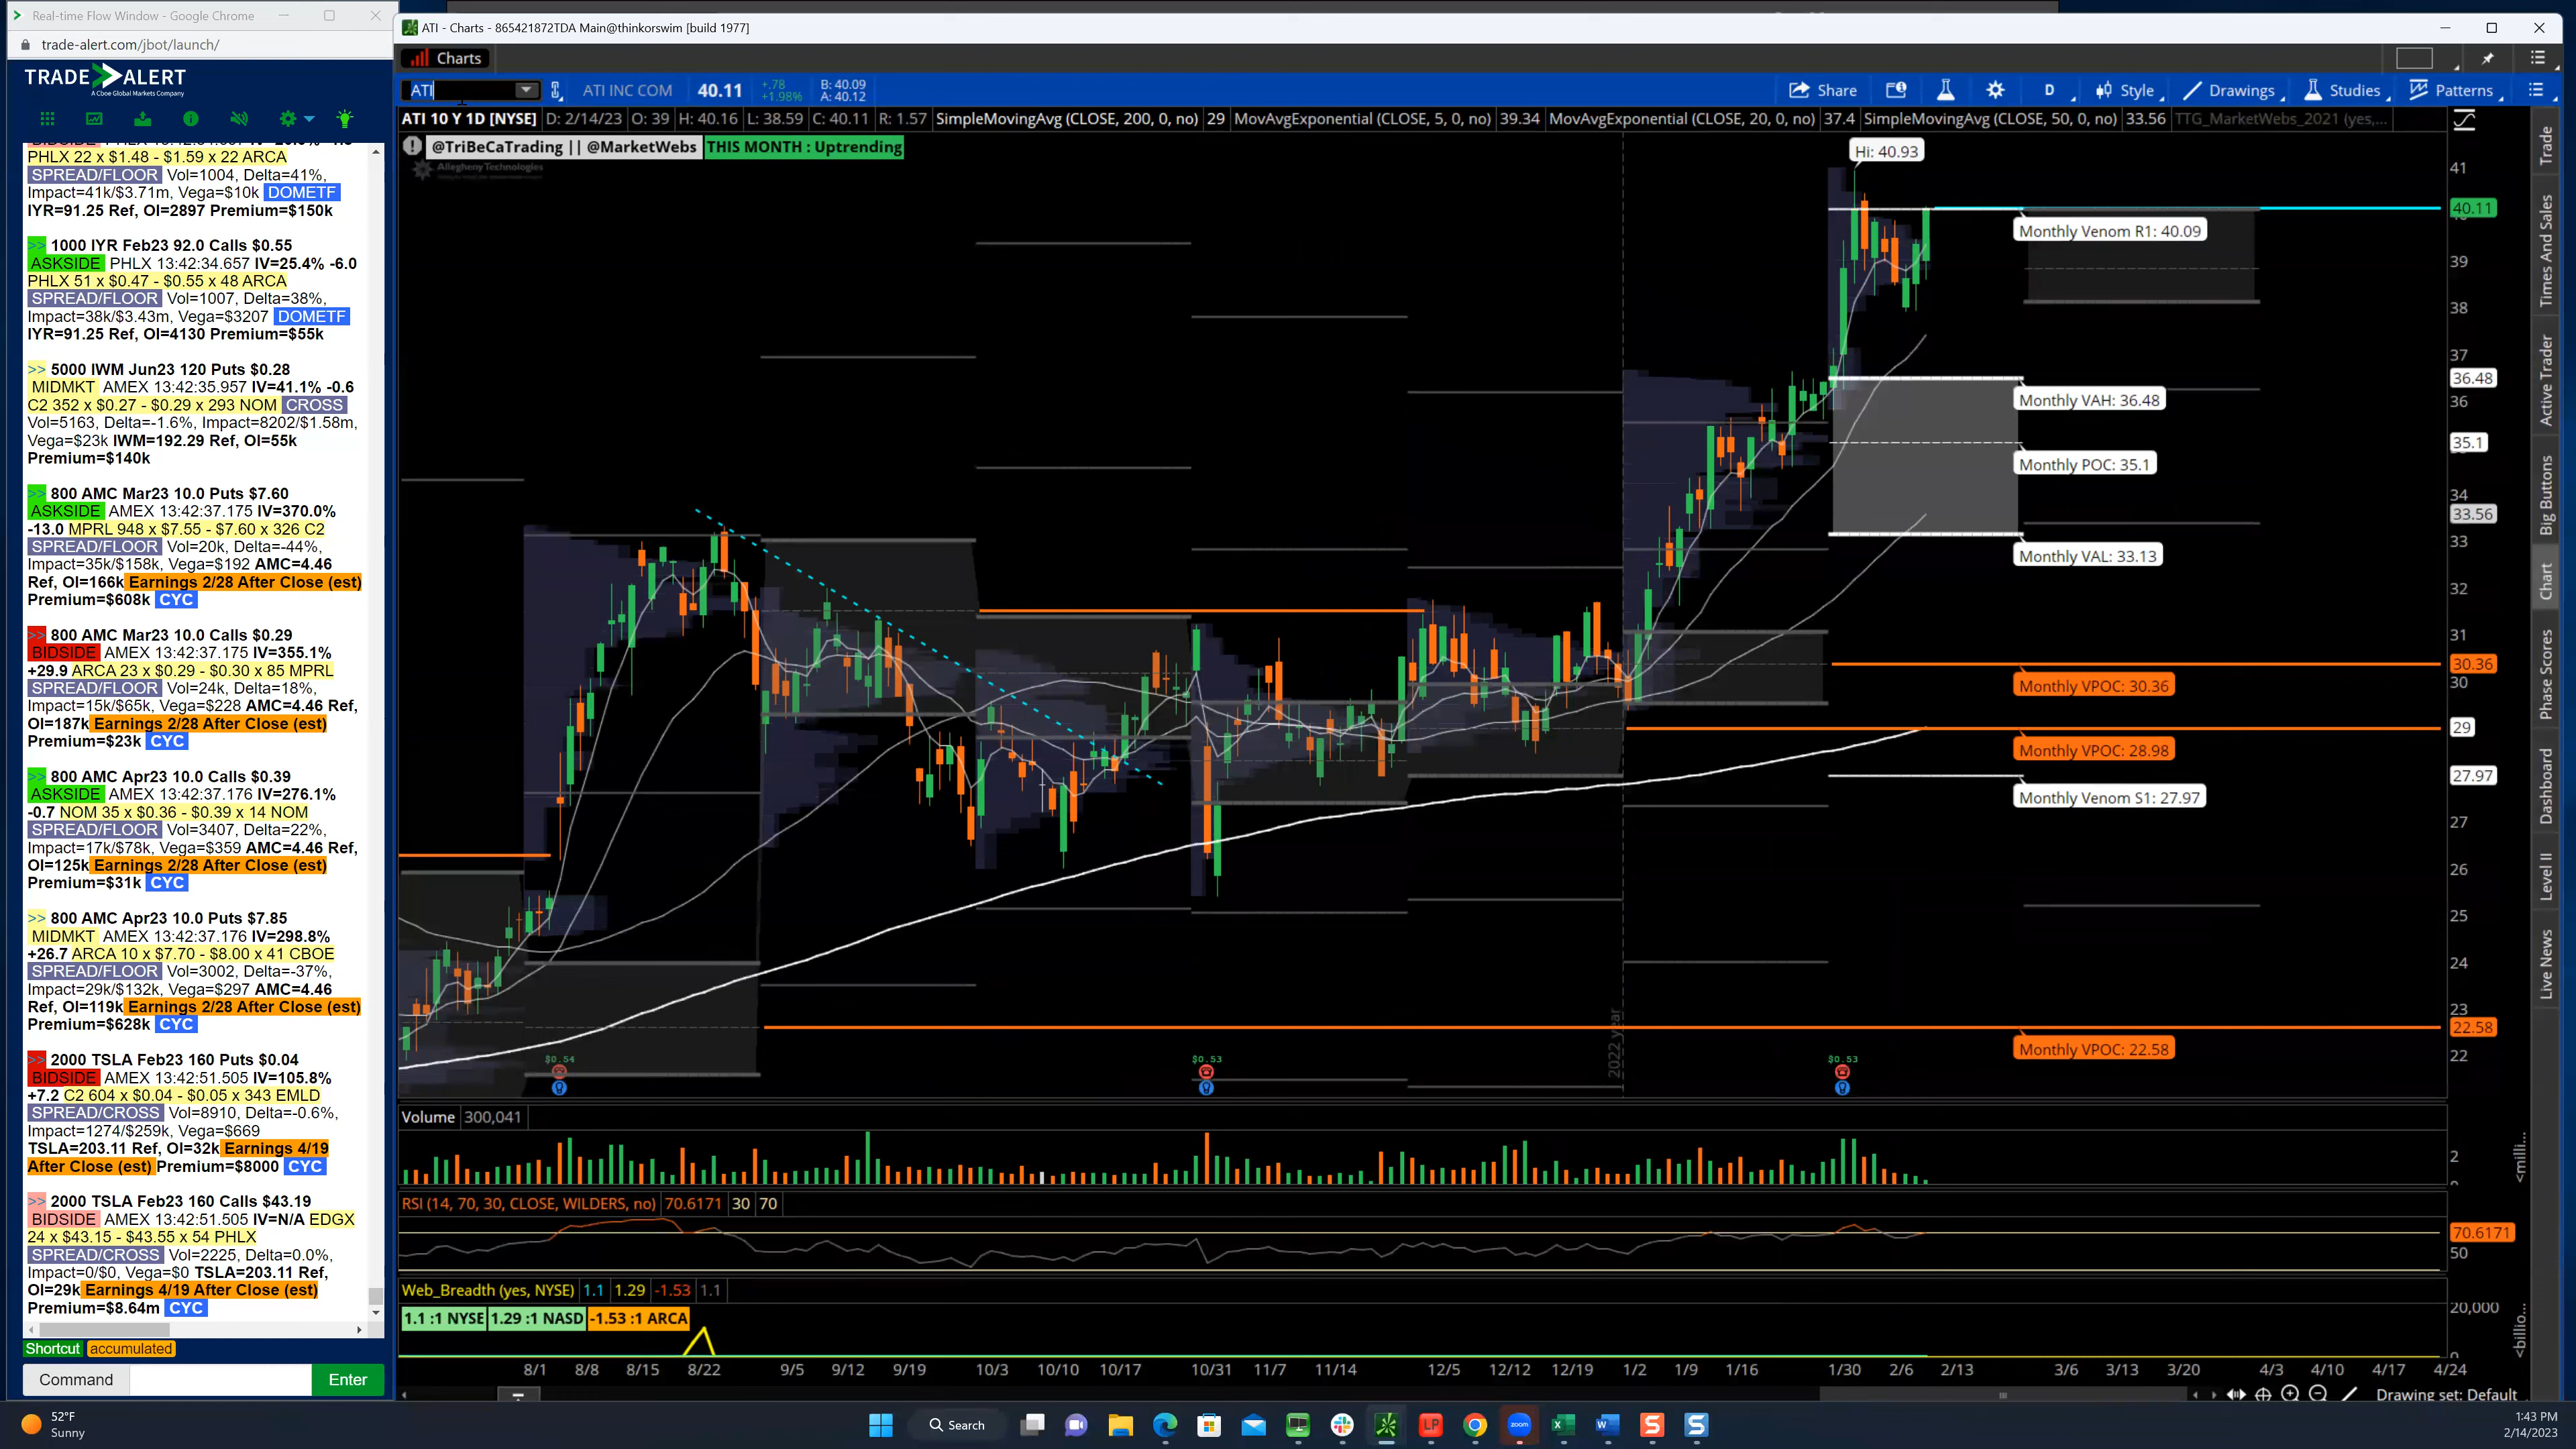 Real-time Flow Window - Google Chrome
trade-alert.com/jbot/launch/
TRADE ALERT
A Cboe Global Markets Company
PHLX 22 x $1.48 - $1.59 x 22 ARCA
SPREAD/FLOOR Vol=1004, Delta=41%,
Impact=41k/$3.71m, Vega=$10k DOMETF
IYR=91.25 Ref, OI=2897 Premium=$150k
>> 1000 IYR Feb23 92.0 Calls $0.55
ASKSIDE PHLX 13:42:34.657 IV=25.4% -6.0
PHLX 51 x $0.47 - $0.55 x 48 ARCA
SPREAD/FLOOR Vol=1007, Delta=38%,
Impact=38k/$3.43m, Vega=$3207 DOMETF
IYR=91.25 Ref, OI=4130 Premium=$55k
>> 5000 IWM Jun23 120 Puts $0.28
MIDMKT AMEX 13:42:35.957 IV=41.1% -0.6
C2 352 x $0.27 - $0.29 x 293 NOM CROSS
Vol=5163, Delta=-1.6%, Impact=8202/$1.58m,
Vega=$23k IWM=192.29 Ref, OI=55k
Premium=$140k
>> 800 AMC Mar23 10.0 Puts $7.60
ASKSIDE AMEX 13:42:37.175 IV=370.0%
-13.0 MPRL 948 x $7.55 - $7.60 x 326 C2
SPREAD/FLOOR Vol=20k, Delta=-44%,
Impact=35k/$158k, Vega=$192 AMC=4.46
Ref, OI=166k Earnings 2/28 After Close (est)
Premium=$608k CYC
>> 800 AMC Mar23 10.0 Calls $0.29
BIDSIDE AMEX 13:42:37.175 IV=355.1%
+29.9 ARCA 23 x $0.29 - $0.30 x 85 MPRL
SPREAD/FLOOR Vol=24k, Delta=18%,
Impact=15k/$65k, Vega=$228 AMC=4.46 Ref,
OI=187k Earnings 2/28 After Close (est)
Premium=$23k CYC
>> 800 AMC Apr23 10.0 Calls $0.39
ASKSIDE AMEX 13:42:37.176 IV=276.1%
-0.7 NOM 35 x $0.36 - $0.39 x 14 NOM
SPREAD/FLOOR Vol=3407, Delta=22%,
Impact=17k/$78k, Vega=$359 AMC=4.46 Ref,
OI=125k Earnings 2/28 After Close (est)
Premium=$31k CYC
>> 800 AMC Apr23 10.0 Puts $7.85
MIDMKT AMEX 13:42:37.176 IV=298.8%
+26.7 ARCA 10 x $7.70 - $8.00 x 41 CBOE
SPREAD/FLOOR Vol=3002, Delta=-37%,
Impact=29k/$132k, Vega=$297 AMC=4.46
Ref, OI=119k Earnings 2/28 After Close (est)
Premium=$628k CYC
>> 2000 TSLA Feb23 160 Puts $0.04
BIDSIDE AMEX 13:42:51.505 IV=105.8%
+7.2 C2 604 x $0.04 - $0.05 x 343 EMLD
SPREAD/CROSS Vol=8910, Delta=-0.6%,
Impact=1274/$259k, Vega=$669
TSLA=203.11 Ref, OI=32k Earnings 4/19
After Close (est) Premium=$8000 CYC
>> 2000 TSLA Feb23 160 Calls $43.19
BIDSIDE AMEX 13:42:51.505 IV=N/A EDGX
24 x $43.15 - $43.55 x 54 PHLX
SPREAD/CROSS Vol=2225, Delta=0.0%,
Impact=0/$0, Vega=$0 TSLA=203.11 Ref,
OI=29k Earnings 4/19 After Close (est)
Premium=$8.64m CYC
Shortcut accumulated
Command Enter
ATI - Charts - 865421872TDA Main@thinkorswim [build 1977]
Charts
ATI ATI INC COM 40.11 +.78 +1.98% B: 40.09 A: 40.12 Share D Style Drawings Studies Patterns
ATI 10 Y 1D [NYSE] D: 2/14/23 O: 39 H: 40.16 L: 38.59 C: 40.11 R: 1.57 SimpleMovingAvg (CLOSE, 200, 0, no) 29 MovAvgExponential (CLOSE, 5, 0, no) 39.34 MovAvgExponential (CLOSE, 20, 0, no) 37.4 SimpleMovingAvg (CLOSE, 50, 0, no) 33.56 TTG_MarketWebs_2021 (yes,...
@TriBeCaTrading || @MarketWebs THIS MONTH : Uptrending
Allegheny Technologies
Hi: 40.93
Monthly Venom R1: 40.09
Monthly VAH: 36.48
Monthly POC: 35.1
Monthly VAL: 33.13
Monthly VPOC: 30.36
Monthly VPOC: 28.98
Monthly Venom S1: 27.97
Monthly VPOC: 22.58
41
40.11
39
38
37
36.48
36
35.1
34
33.56
33
32
31
30.36
30
29
27.97
27
26
25
24
23
22.58
22
2022 year
$0.54
$0.53
$0.53
Volume 300,041
2
<milli...
RSI (14, 70, 30, CLOSE, WILDERS, no) 70.6171 30 70
70.6171
50
Web_Breadth (yes, NYSE) 1.1 1.29 -1.53 1.1
1.1 :1 NYSE 1.29 :1 NASD -1.53 :1 ARCA
20,000
0
<billio...
8/1 8/8 8/15 8/22 9/5 9/12 9/19 10/3 10/10 10/17 10/31 11/7 11/14 12/5 12/12 12/19 1/2 1/9 1/16 1/30 2/6 2/13 3/6 3/13 3/20 4/3 4/10 4/17 4/24
Drawing set: Default
Trade
Times And Sales
Active Trader
Big Buttons
Chart
Phase Scores
Dashboard
Level II
Live News
52°F
Sunny
Search
LP
zoom
1:43 PM
2/14/2023